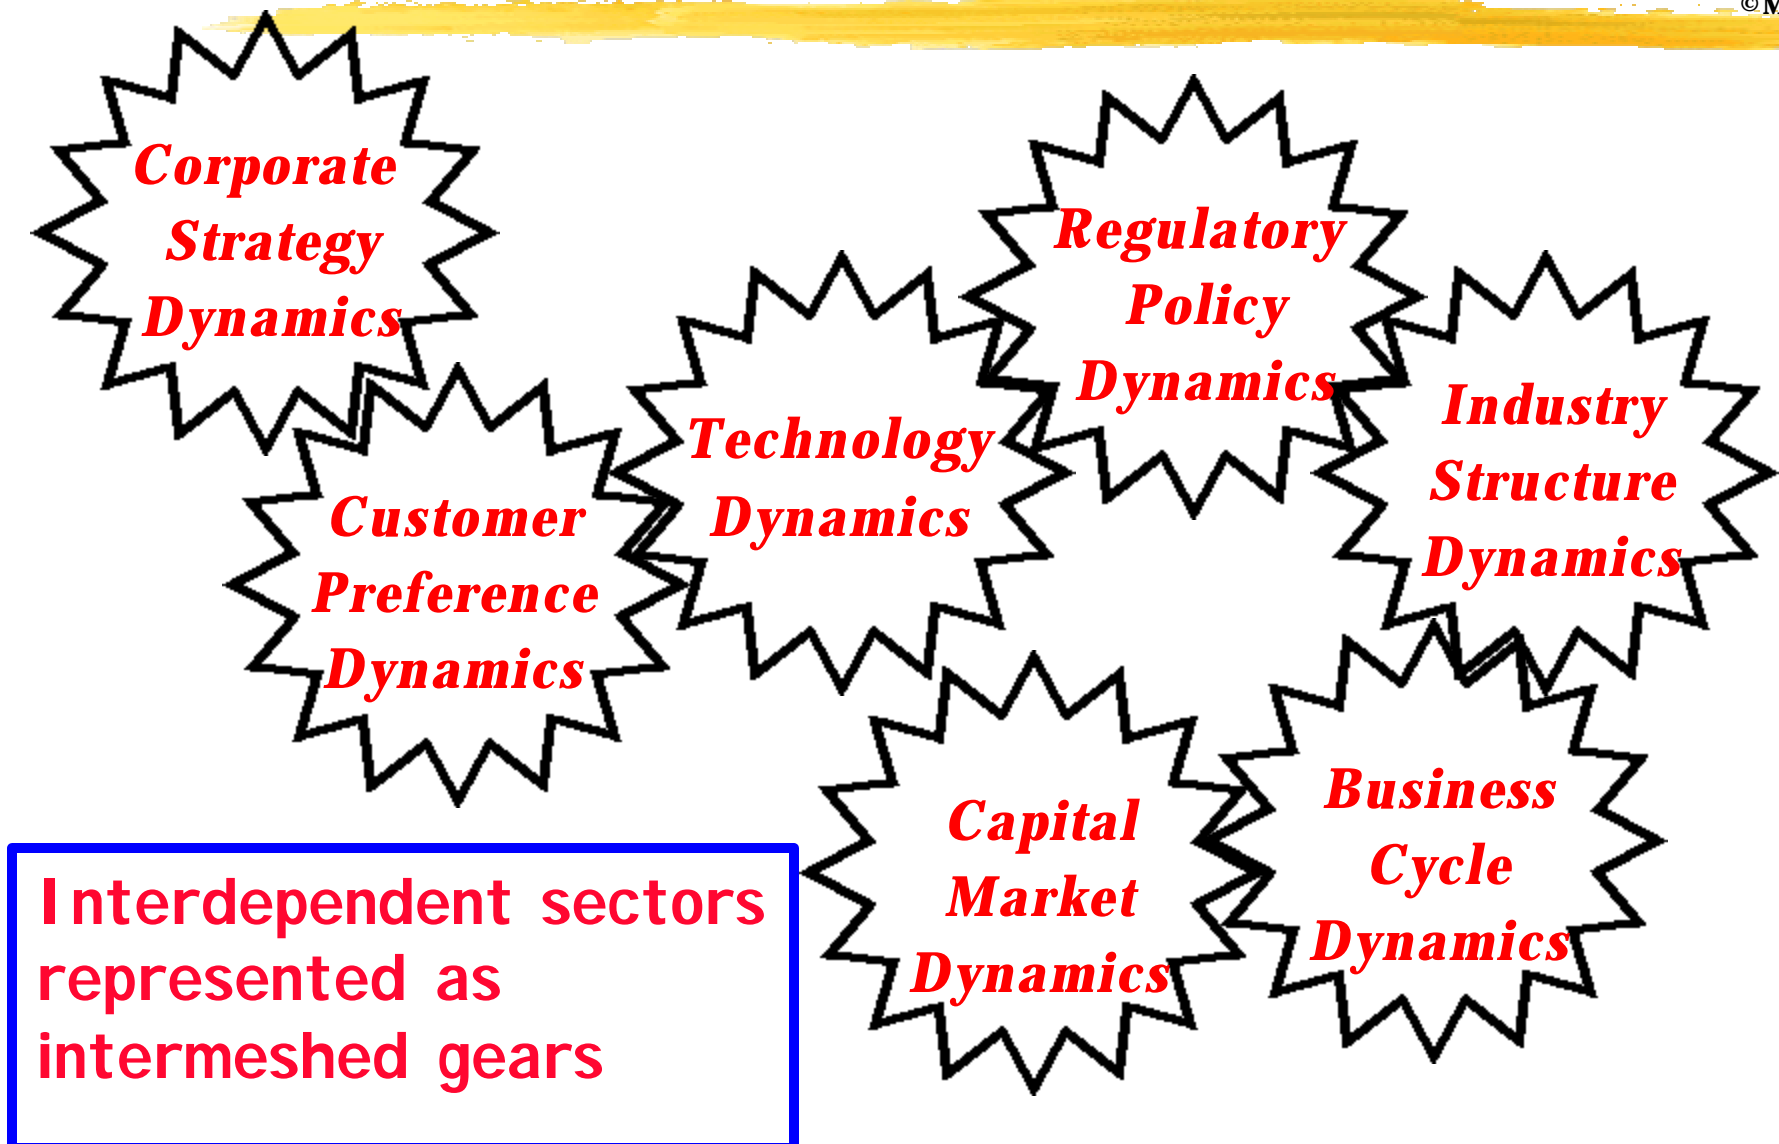 Corporate
Strategy
Dynamics
Customer
Preference
Dynamics
Technology
Dynamics
Regulatory
Policy
Dynamics
Industry
Structure
Dynamics
Capital
Market
Dynamics
Business
Cycle
Dynamics
Interdependent sectors
represented as
intermeshed gears